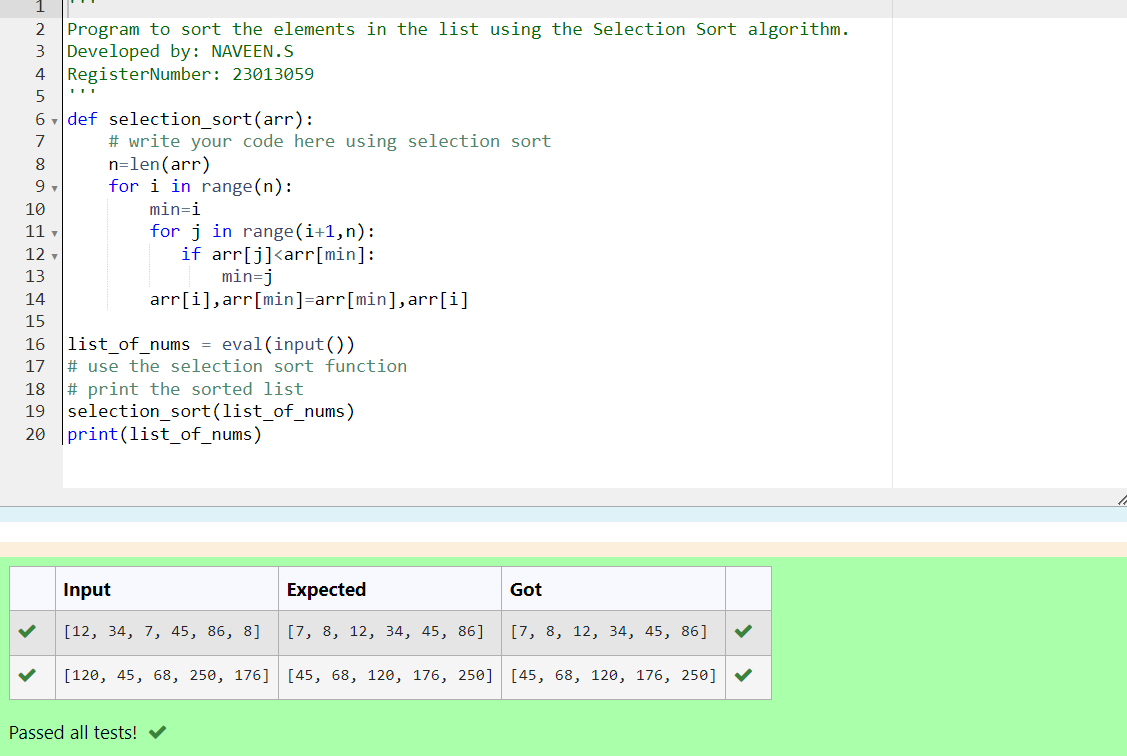 1 '''
2 Program to sort the elements in the list using the Selection Sort algorithm.
3 Developed by: NAVEEN.S
4 RegisterNumber: 23013059
5 '''
6 def selection_sort(arr):
7     # write your code here using selection sort
8     n=len(arr)
9     for i in range(n):
10         min=i
11         for j in range(i+1,n):
12            if arr[j]<arr[min]:
13                min=j
14         arr[i],arr[min]=arr[min],arr[i]
15
16 list_of_nums = eval(input())
17 # use the selection sort function
18 # print the sorted list
19 selection_sort(list_of_nums)
20 print(list_of_nums)
Input Expected Got
[12, 34, 7, 45, 86, 8] [7, 8, 12, 34, 45, 86] [7, 8, 12, 34, 45, 86]
[120, 45, 68, 250, 176] [45, 68, 120, 176, 250] [45, 68, 120, 176, 250]
Passed all tests!